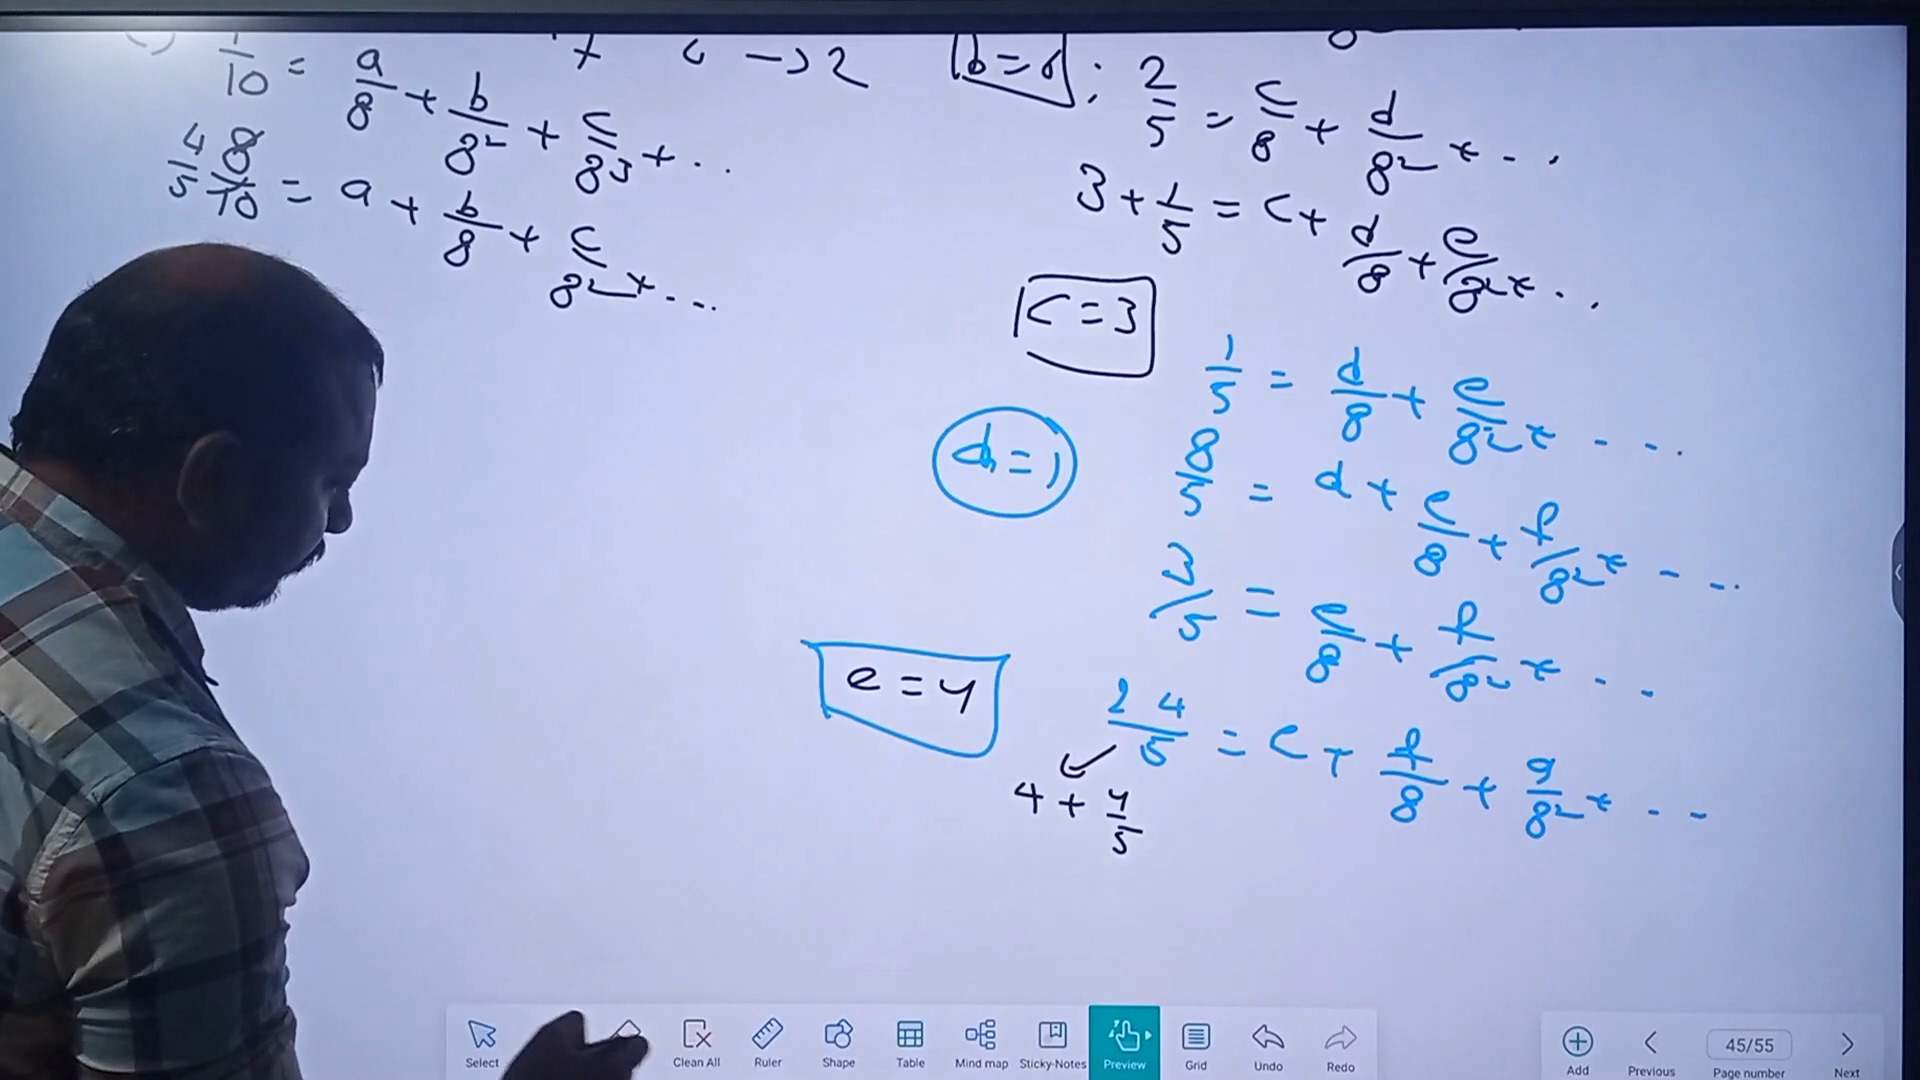 1/10 = a/8 + b/8² + c/8³ + ...
4/5 8/10 = a + b/8 + c/8² + ...
+ c → 2
b = 6 : 2/5 = c/8 + d/8² + ...
3 + 1/5 = c + d/8 + e/8² + ...
c = 3
1/5 = d/8 + e/8² + ...
d = 1
8/5 = d + e/8 + f/8² + ...
3/5 = e/8 + f/8² + ...
e = 4
24/5 = e + f/8 + g/8² + ...
4 + 4/5
Select
Clean All
Ruler
Shape
Table
Mind map
Sticky-Notes
Preview
Grid
Undo
Redo
Add
Previous
45/55
Page number
Next